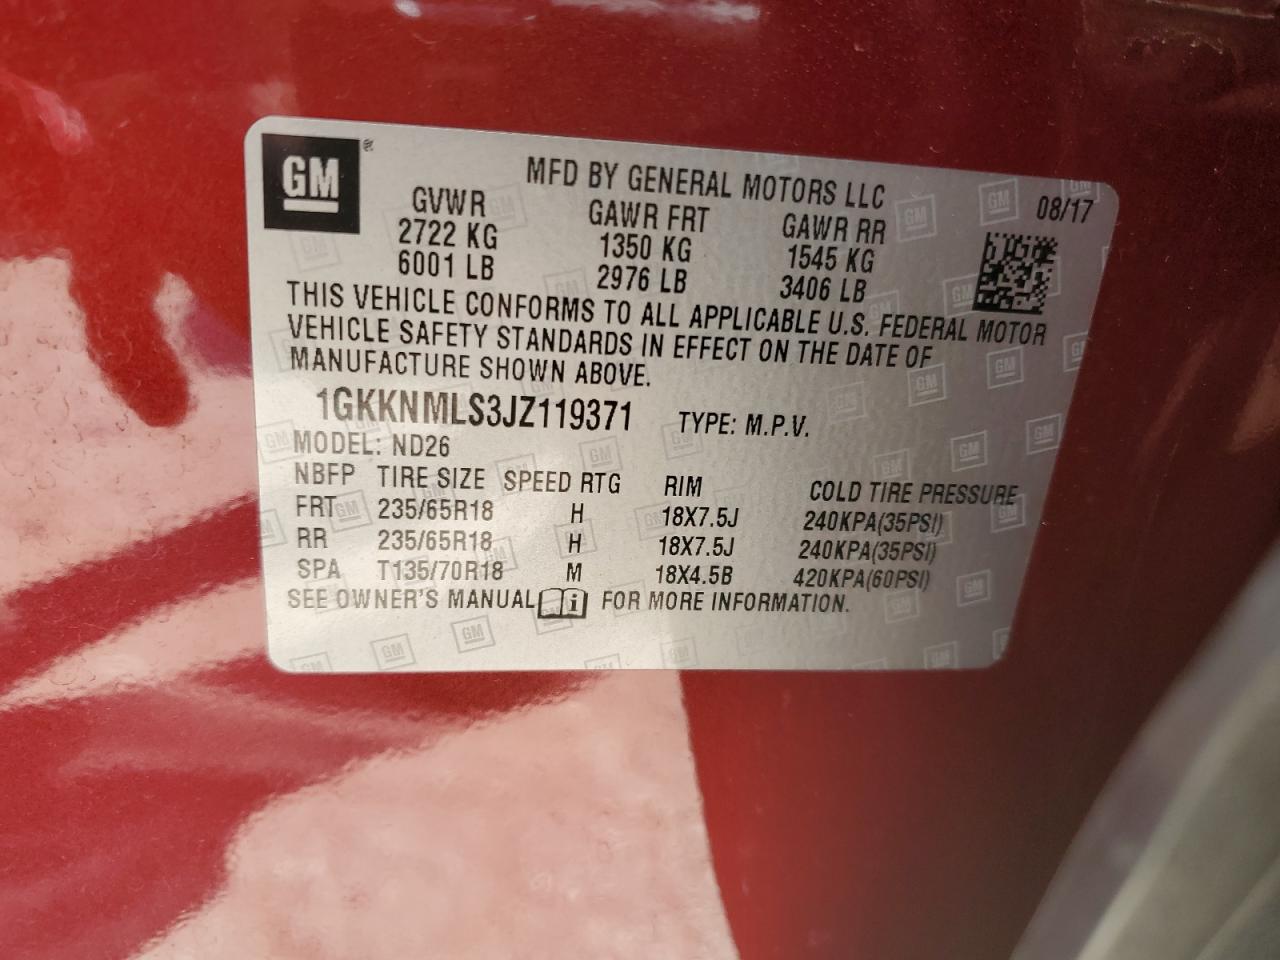 GM
MFD BY GENERAL MOTORS LLC
08/17
GVWR GAWR FRT GAWR RR
2722 KG 1350 KG 1545 KG
6001 LB 2976 LB 3406 LB
THIS VEHICLE CONFORMS TO ALL APPLICABLE U.S. FEDERAL MOTOR
VEHICLE SAFETY STANDARDS IN EFFECT ON THE DATE OF
MANUFACTURE SHOWN ABOVE.
1GKKNMLS3JZ119371 TYPE: M.P.V.
MODEL: ND26
NBFP TIRE SIZE SPEED RTG RIM COLD TIRE PRESSURE
FRT 235/65R18 H 18X7.5J 240KPA(35PSI)
RR 235/65R18 H 18X7.5J 240KPA(35PSI)
SPA T135/70R18 M 18X4.5B 420KPA(60PSI)
SEE OWNER'S MANUAL i FOR MORE INFORMATION.